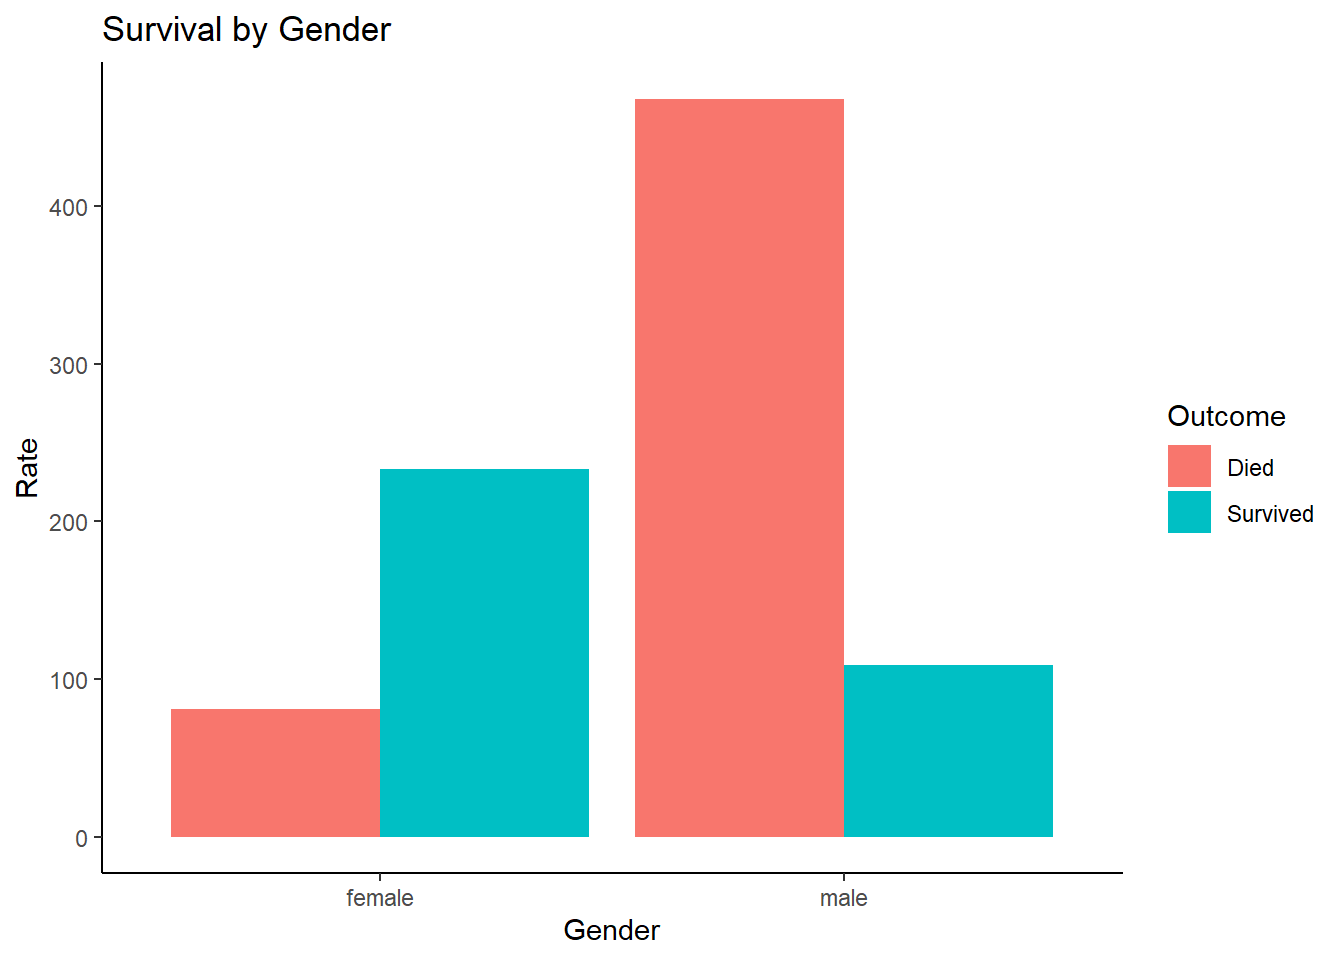 Survival by Gender
Rate
400
300
200
100
0
female
male
Gender
Outcome
Died
Survived